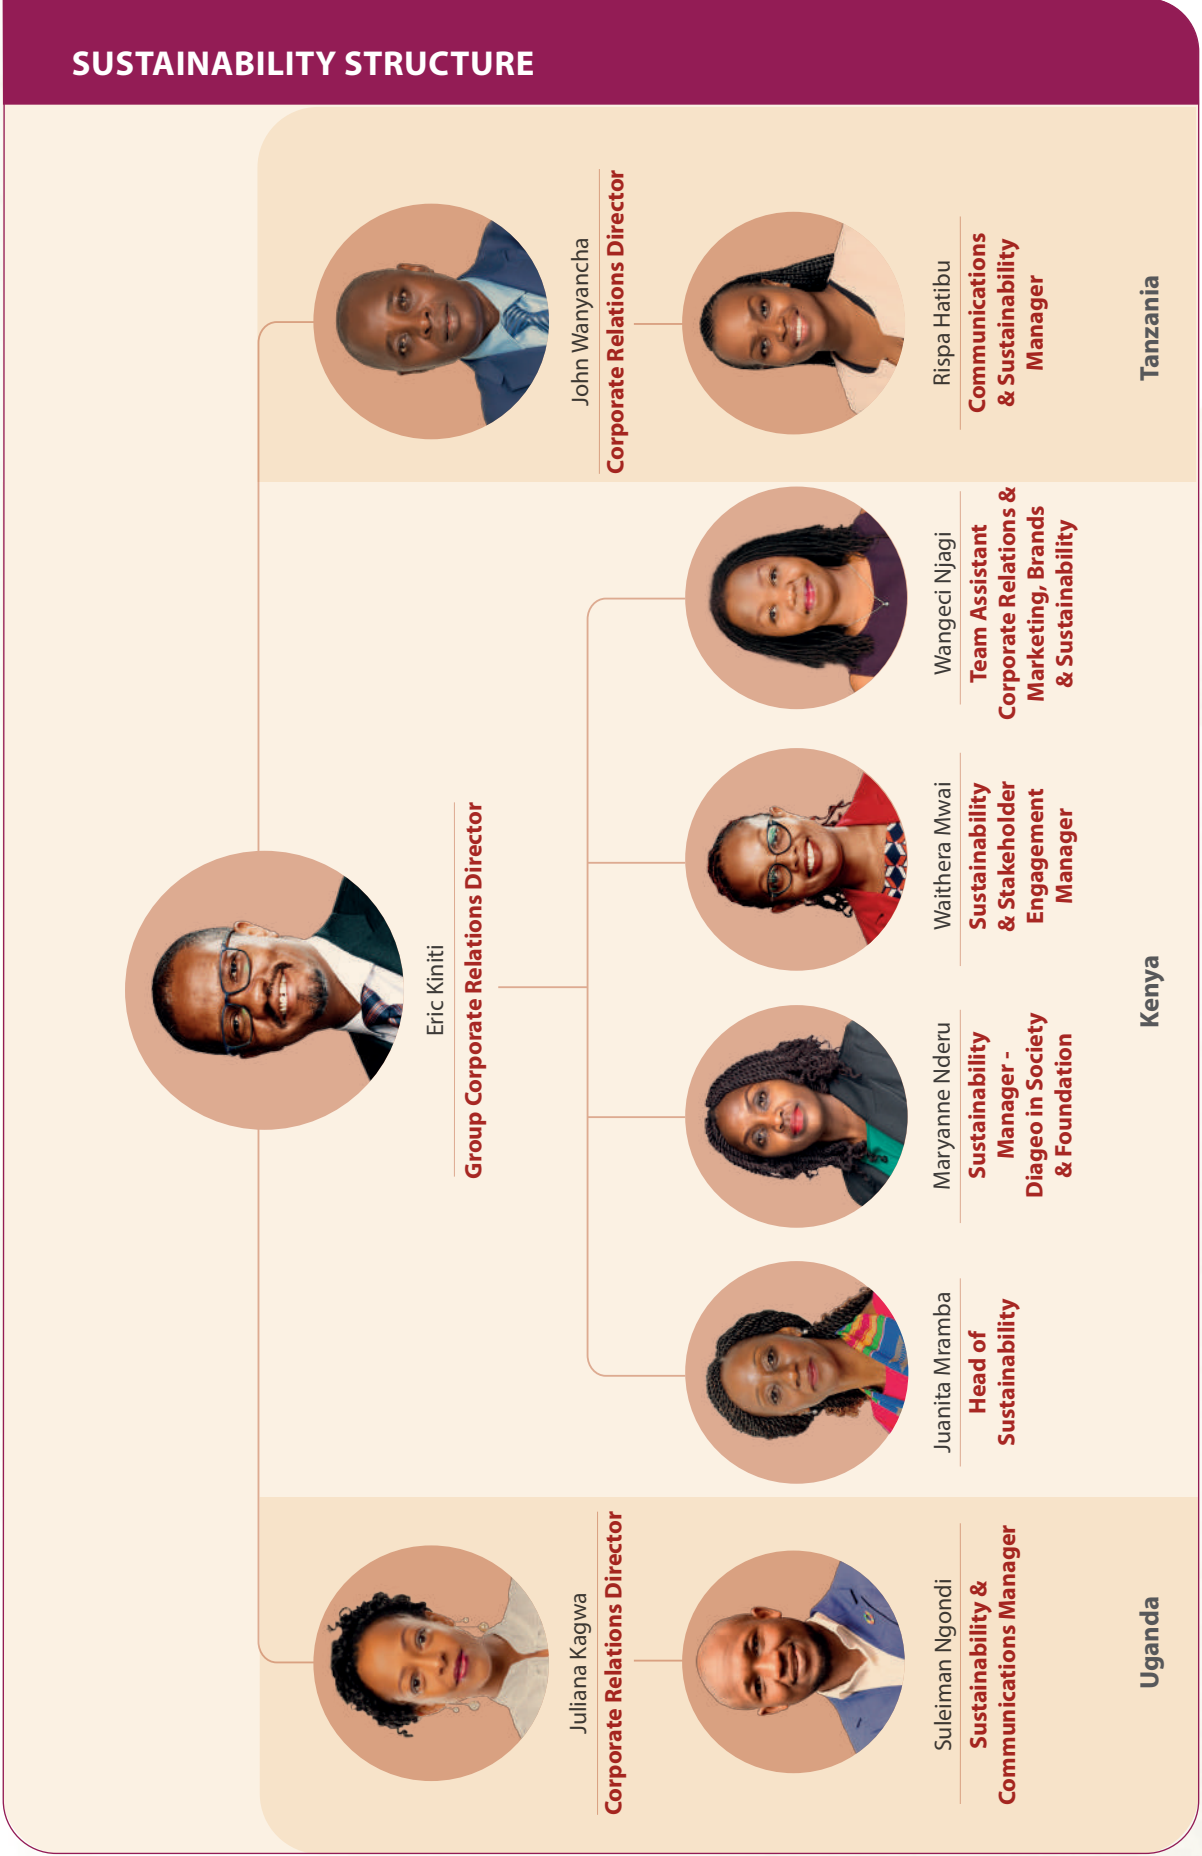 SUSTAINABILITY STRUCTURE
Eric Kiniti
Group Corporate Relations Director
Juliana Kagwa
Corporate Relations Director
John Wanyancha
Corporate Relations Director
Suleiman Ngondi
Sustainability &
Communications Manager
Juanita Mramba
Head of
Sustainability
Maryanne Nderu
Sustainability
Manager -
Diageo in Society
& Foundation
Waithera Mwai
Sustainability
& Stakeholder
Engagement
Manager
Wangeci Njagi
Team Assistant
Corporate Relations &
Marketing, Brands
& Sustainability
Rispa Hatibu
Communications
& Sustainability
Manager
Uganda
Kenya
Tanzania